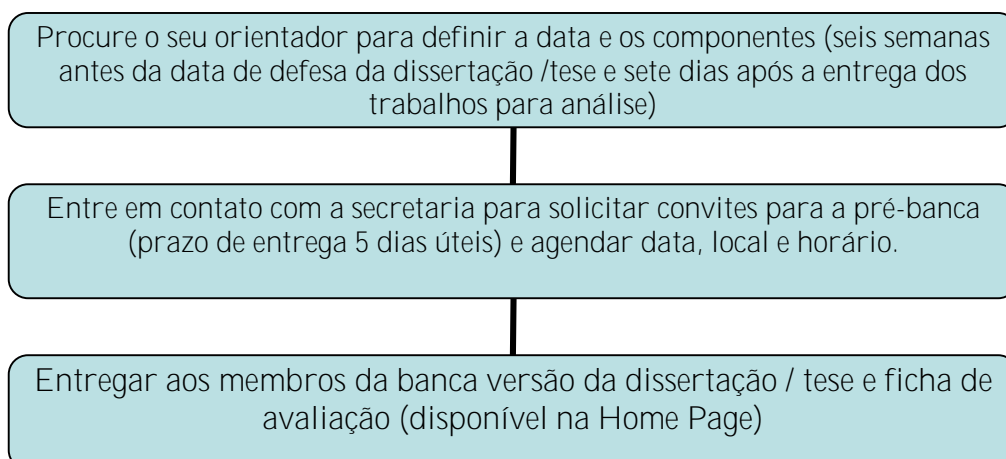 Procure o seu orientador para definir a data e os componentes (seis semanas
antes da data de defesa da dissertação /tese e sete dias após a entrega dos
trabalhos para análise)
Entre em contato com a secretaria para solicitar convites para a pré-banca
(prazo de entrega 5 dias úteis) e agendar data, local e horário.
Entregar aos membros da banca versão da dissertação / tese e ficha de
avaliação (disponível na Home Page)